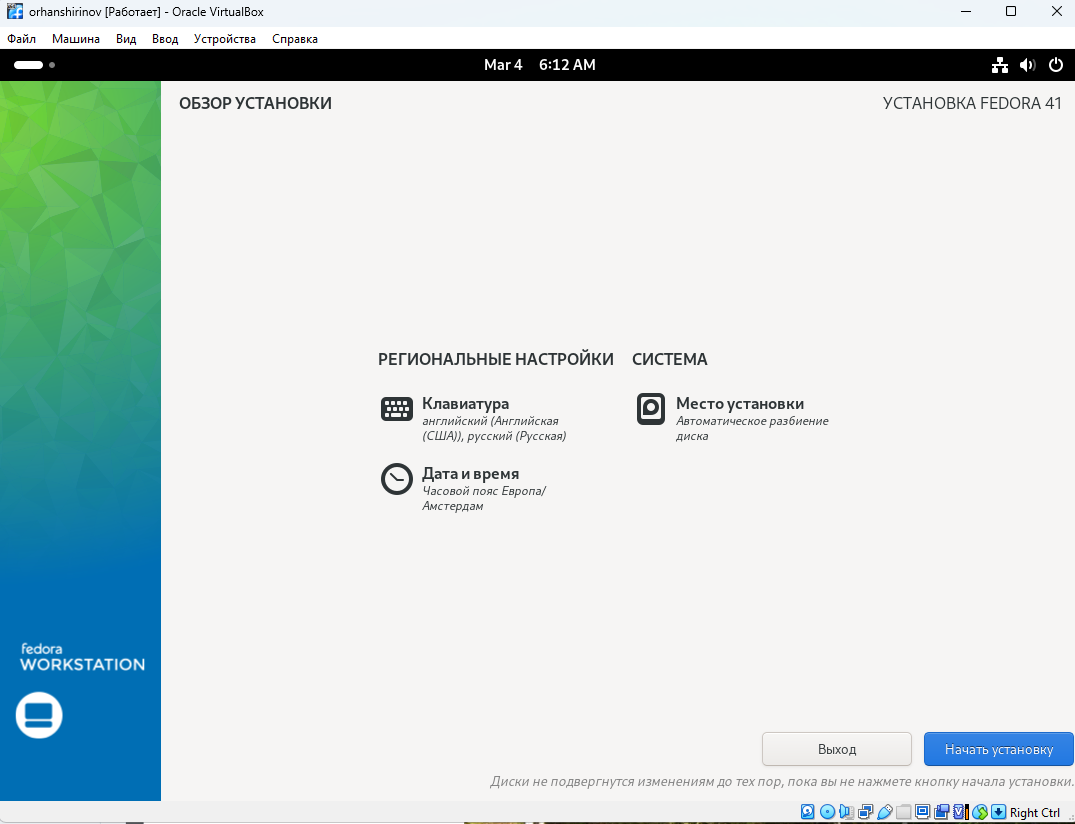 orhanshirinov [Работает] - Oracle VirtualBox
Файл Машина Вид Ввод Устройства Справка
Mar 4 6:12 AM
ОБЗОР УСТАНОВКИ
УСТАНОВКА FEDORA 41
РЕГИОНАЛЬНЫЕ НАСТРОЙКИ
Клавиатура
английский (Английская
(США)), русский (Русская)
Дата и время
Часовой пояс Европа/
Амстердам
СИСТЕМА
Место установки
Автоматическое разбиение
диска
fedora
WORKSTATION
Выход
Начать установку
Диски не подвергнутся изменениям до тех пор, пока вы не нажмете кнопку начала установки.
Right Ctrl